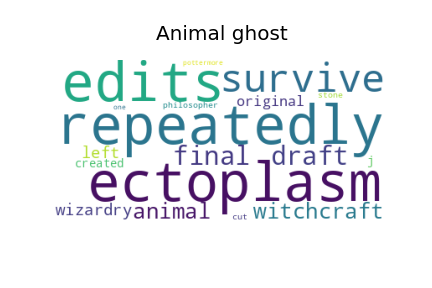 Animal ghost
pottermore
edits survive
one philosopher original stone
repeatedly
left final draft j
created
ectoplasm
wizardry animal cut witchcraft